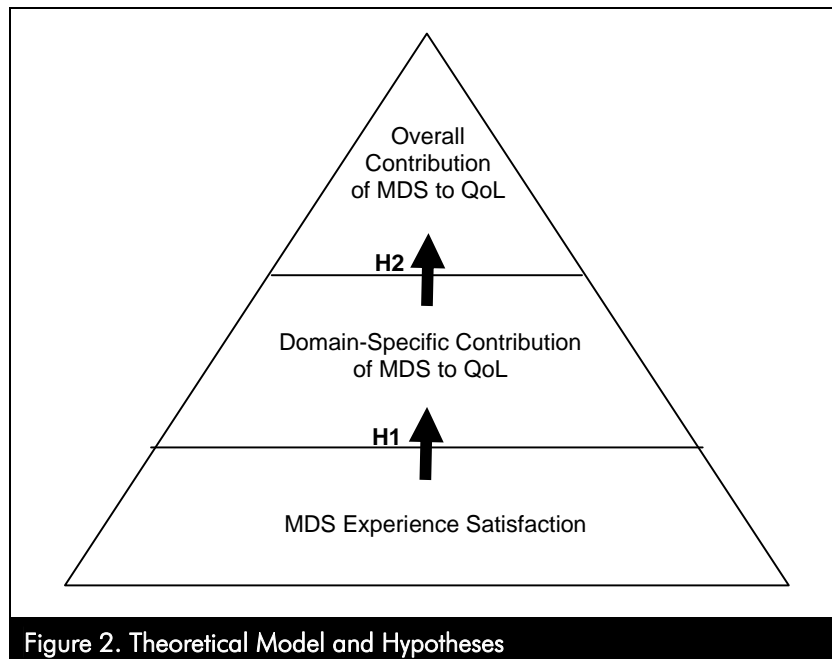 Overall
Contribution
of MDS to QoL
H2
Domain-Specific Contribution
of MDS to QoL
H1
MDS Experience Satisfaction
Figure 2. Theoretical Model and Hypotheses